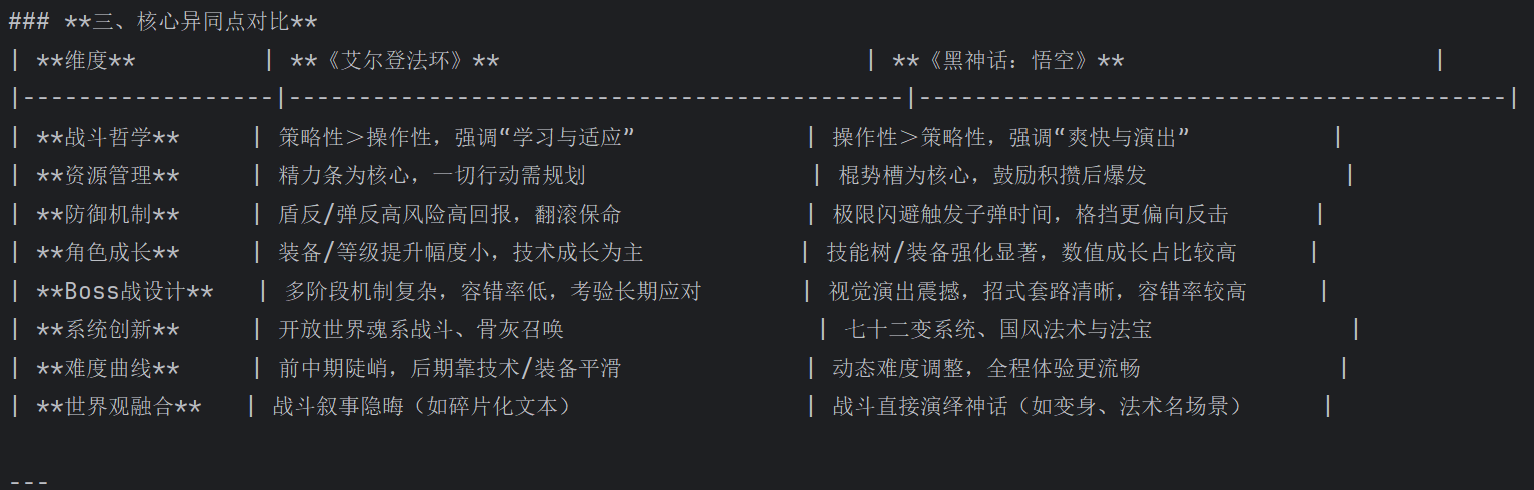 ### **三、核心异同点对比**
| **维度**         | **《艾尔登法环》**                          | **《黑神话：悟空》**                      |
|------------------|--------------------------------------------|------------------------------------------|
| **战斗哲学**     | 策略性＞操作性，强调“学习与适应”            | 操作性＞策略性，强调“爽快与演出”          |
| **资源管理**     | 精力条为核心，一切行动需规划                | 棍势槽为核心，鼓励积攒后爆发              |
| **防御机制**     | 盾反/弹反高风险高回报，翻滚保命             | 极限闪避触发子弹时间，格挡更偏向反击      |
| **角色成长**     | 装备/等级提升幅度小，技术成长为主           | 技能树/装备强化显著，数值成长占比较高     |
| **Boss战设计**   | 多阶段机制复杂，容错率低，考验长期应对       | 视觉演出震撼，招式套路清晰，容错率较高     |
| **系统创新**     | 开放世界魂系战斗、骨灰召唤                  | 七十二变系统、国风法术与法宝              |
| **难度曲线**     | 前中期陡峭，后期靠技术/装备平滑             | 动态难度调整，全程体验更流畅              |
| **世界观融合**   | 战斗叙事隐晦（如碎片化文本）                | 战斗直接演绎神话（如变身、法术名场景）     |
---